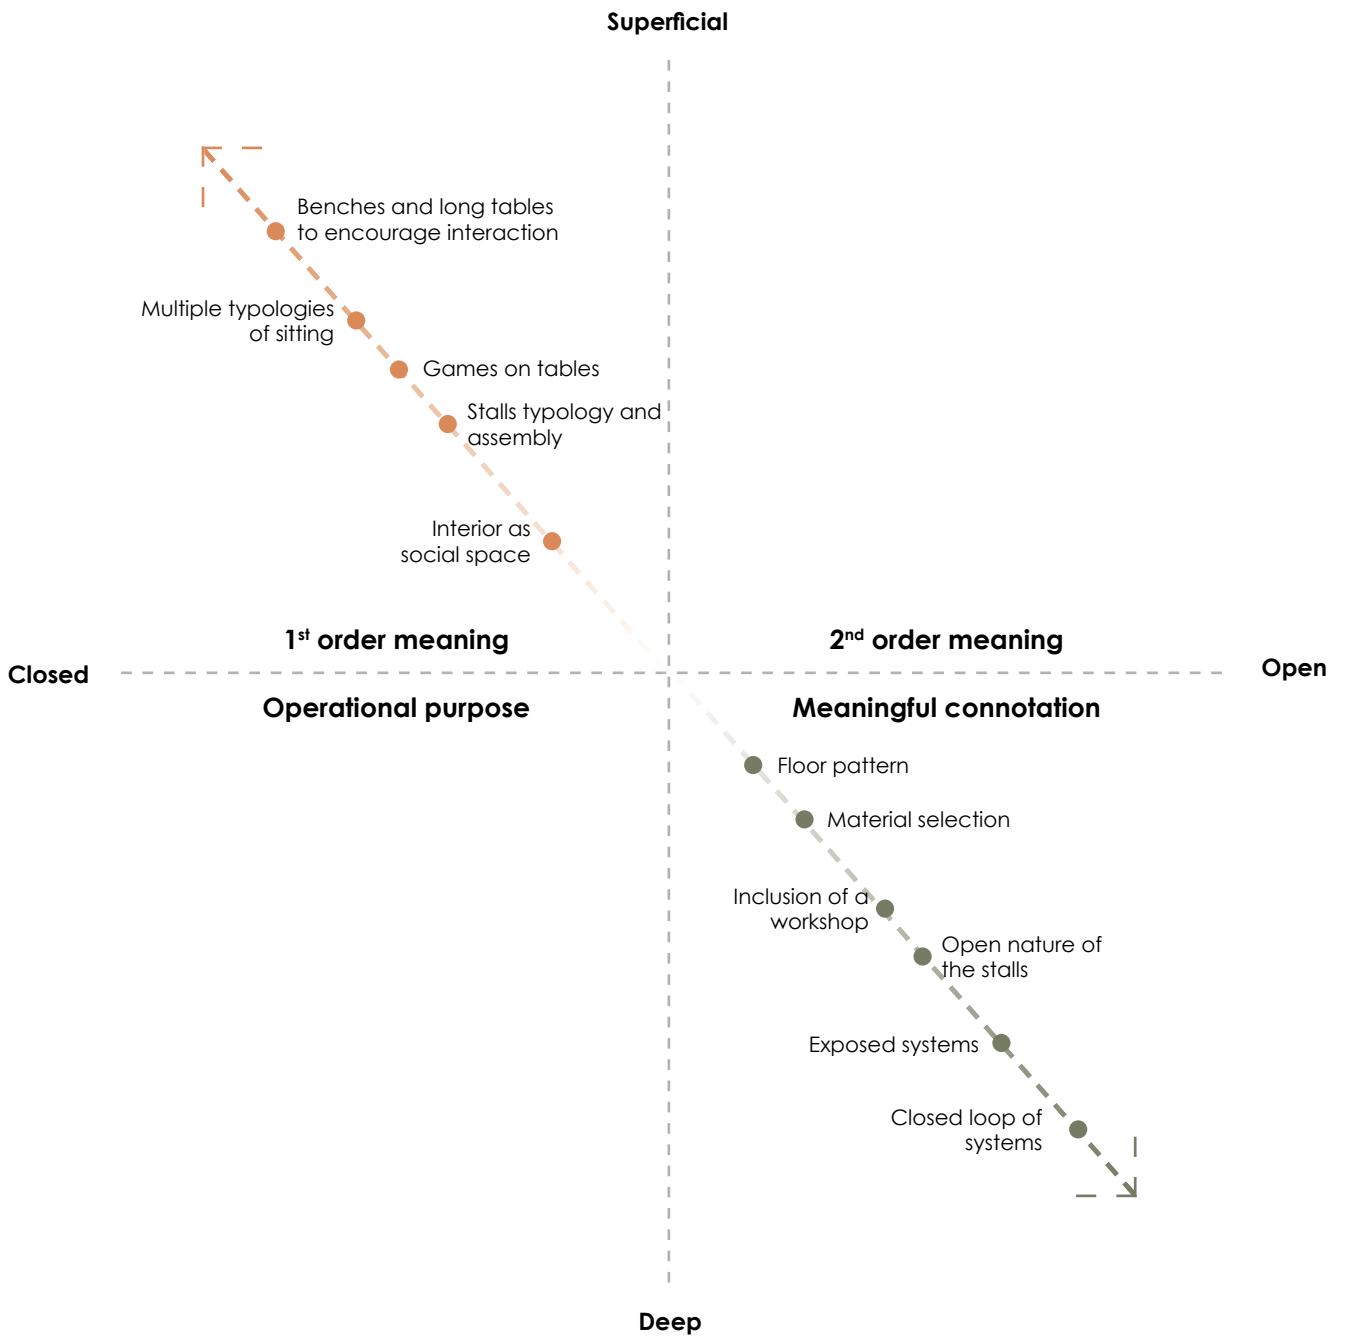 Superficial
Benches and long tables
to encourage interaction
Multiple typologies
of sitting
Games on tables
Stalls typology and
assembly
Interior as
social space
1st order meaning
2nd order meaning
Closed
Open
Operational purpose
Meaningful connotation
Floor pattern
Material selection
Inclusion of a
workshop
Open nature of
the stalls
Exposed systems
Closed loop of
systems
Deep